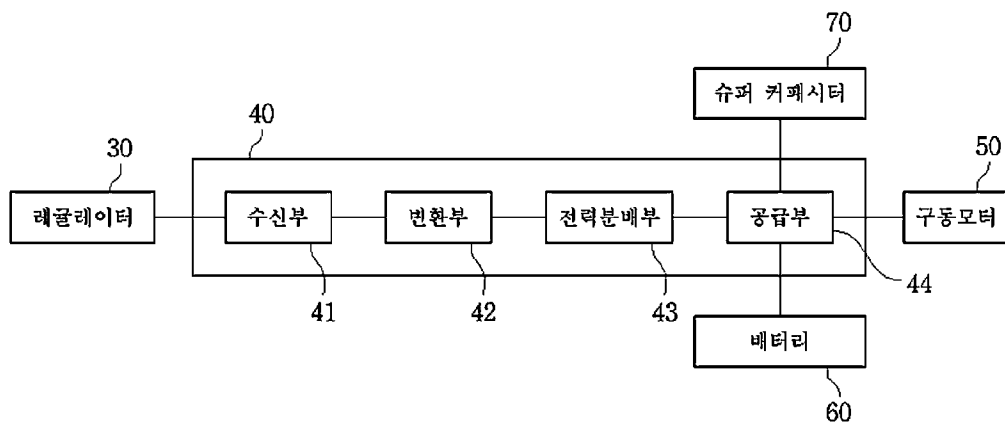 70
슈퍼 커패시터
40
30
50
레귤레이터
수신부
변환부
전력분배부
공급부
구동모터
41
42
43
44
배터리
60